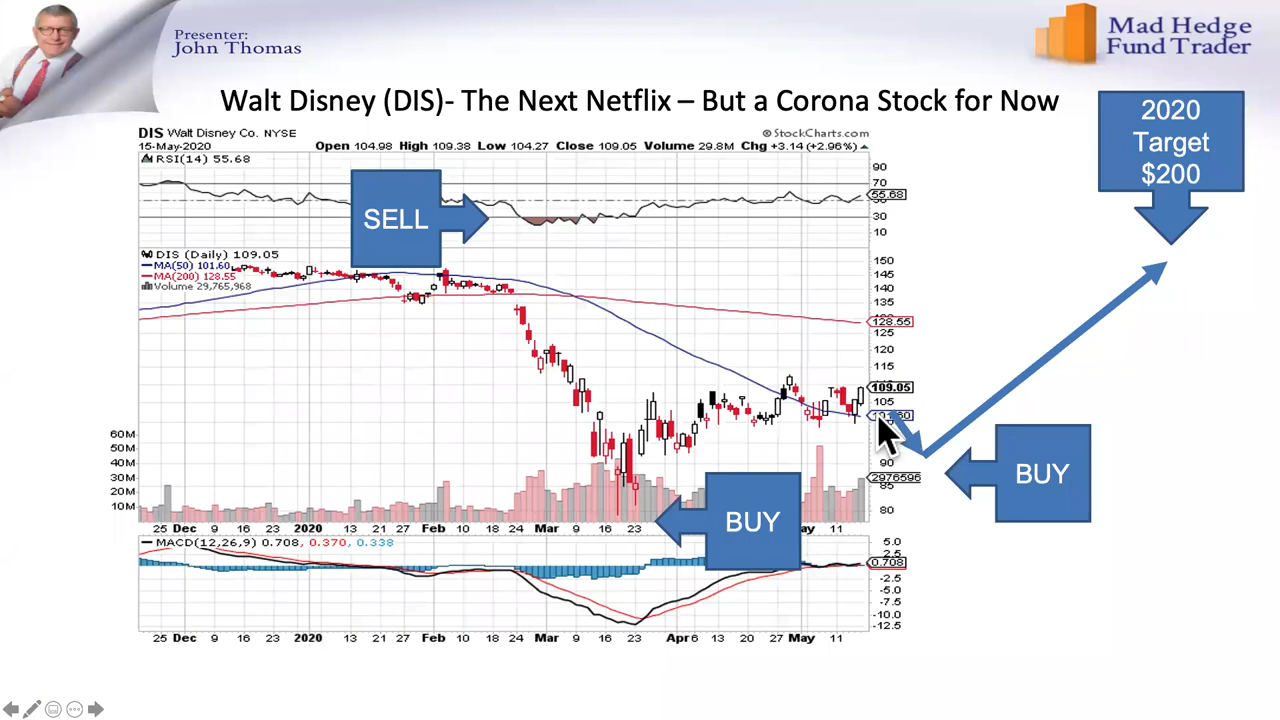 Presenter:
John Thomas
Mad Hedge
Fund Trader
Walt Disney (DIS)- The Next Netflix – But a Corona Stock for Now
2020
Target
$200
DIS Walt Disney Co. NYSE
© StockCharts.com
15-May-2020
Open 104.98 High 109.38 Low 104.27 Close 109.05 Volume 29.8M Chg +3.14 (+2.96%)
RSI(14) 55.68
90
70
55.68
30
10
SELL
DIS (Daily) 109.05
MA(50) 101.60
MA(200) 128.55
Volume 29,765,968
150
145
140
135
128.55
125
120
115
109.05
105
90
2976596
85
80
60M
50M
40M
30M
20M
10M
BUY
BUY
25 Dec 9 16 23 2020 13 21 27 Feb 10 18 24 Mar 9 16 23 11
MACD(12,26,9) 0.708, 0.370, 0.338
5.0
2.5
0.708
-2.5
-5.0
-7.5
-10.0
-12.5
25 Dec 9 16 23 2020 13 21 27 Feb 10 18 24 Mar 9 16 23 Apr 6 13 20 27 May 11